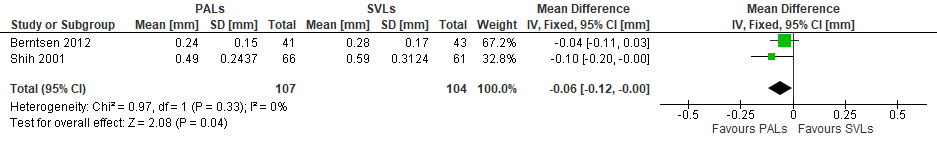 PALs SVLs Mean Difference Mean Difference
Study or Subgroup Mean [mm] SD [mm] Total Mean [mm] SD [mm] Total Weight IV, Fixed, 95% CI [mm] IV, Fixed, 95% CI [mm]
Berntsen 2012 0.24 0.15 41 0.28 0.17 43 67.2% -0.04 [-0.11, 0.03]
Shih 2001 0.49 0.2437 66 0.59 0.3124 61 32.8% -0.10 [-0.20, -0.00]
Total (95% CI) 107 104 100.0% -0.06 [-0.12, -0.00]
Heterogeneity: Chi² = 0.97, df = 1 (P = 0.33); I² = 0%
Test for overall effect: Z = 2.08 (P = 0.04)
-0.5 -0.25 0 0.25 0.5
Favours PALs Favours SVLs